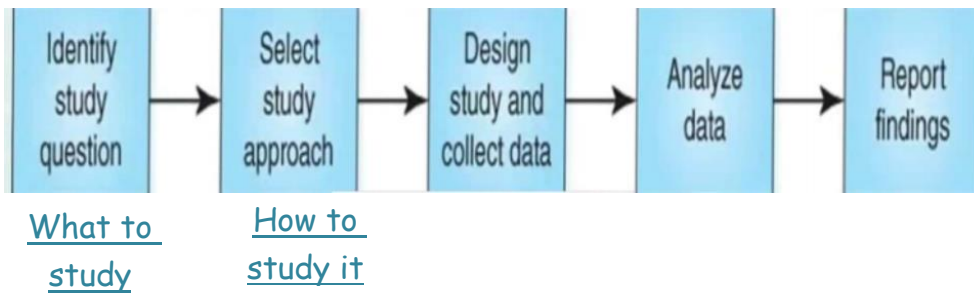 Identify
study
question
Select
study
approach
Design
study and
collect data
Analyze
data
Report
findings
What to
study
How to
study it